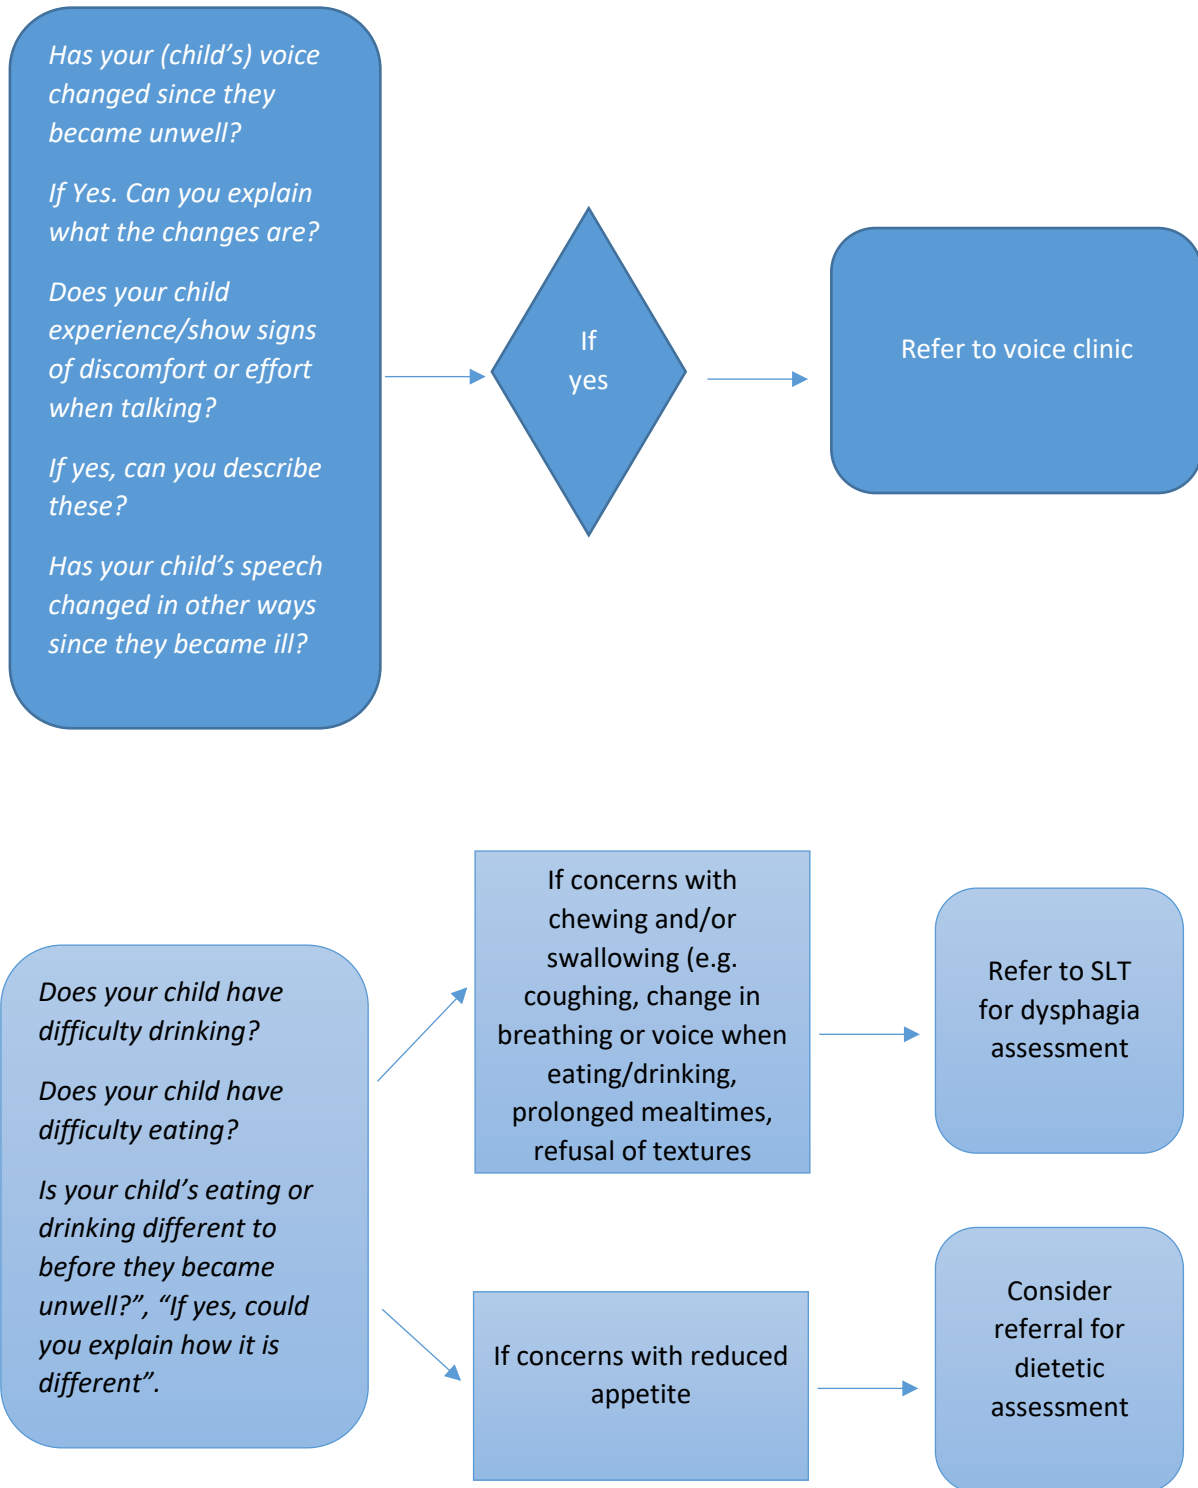 Has your (child’s) voice
changed since they
became unwell?
If Yes. Can you explain
what the changes are?
Does your child
experience/show signs
of discomfort or effort
when talking?
If yes, can you describe
these?
Has your child’s speech
changed in other ways
since they became ill?
If
yes
Refer to voice clinic
Does your child have
difficulty drinking?
Does your child have
difficulty eating?
Is your child’s eating or
drinking different to
before they became
unwell?”, “If yes, could
you explain how it is
different”.
If concerns with
chewing and/or
swallowing (e.g.
coughing, change in
breathing or voice when
eating/drinking,
prolonged mealtimes,
refusal of textures
Refer to SLT
for dysphagia
assessment
If concerns with reduced
appetite
Consider
referral for
dietetic
assessment